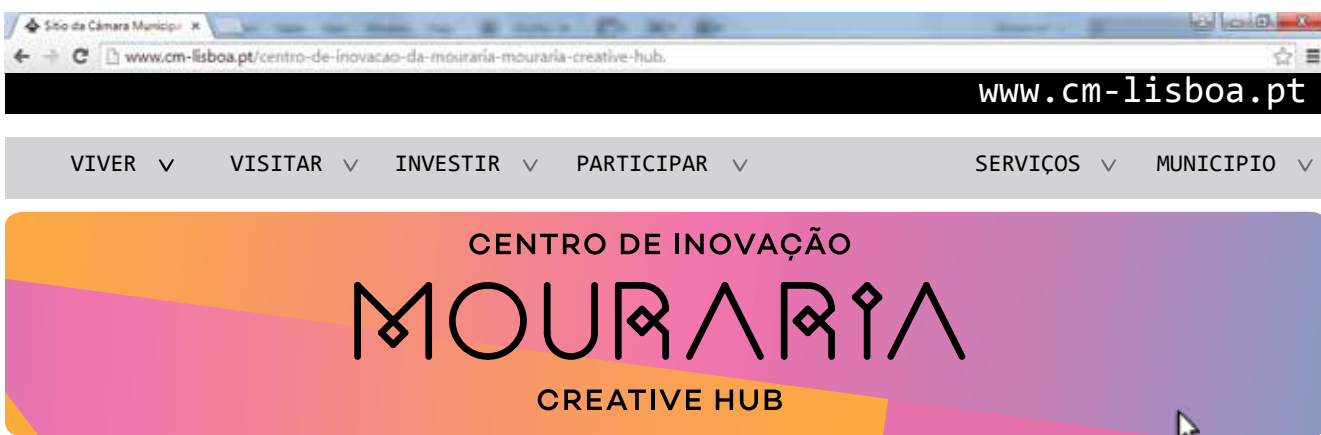 Sítio da Câmara Municip
www.cm-lisboa.pt/centro-de-inovacao-da-mouraria-mouraria-creative-hub.
www.cm-lisboa.pt
VIVER VISITAR INVESTIR PARTICIPAR SERVIÇOS MUNICIPIO
CENTRO DE INOVAÇÃO
MOURARIA
CREATIVE HUB